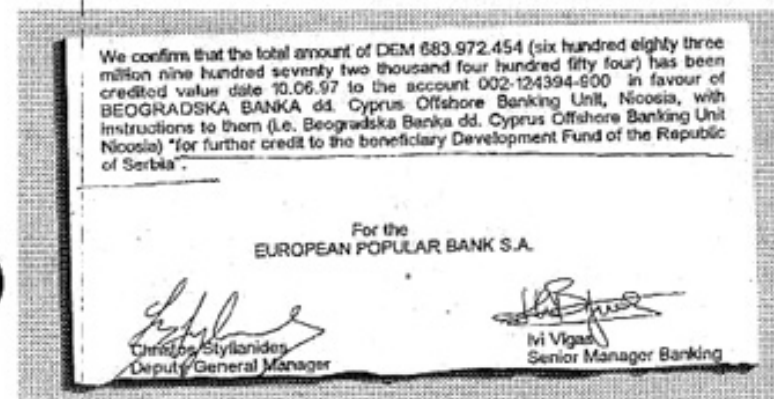 We confirm that the total amount of DEM 683.972.454 (six hundred eighty three
million nine hundred seventy two thousand four hundred fifty four) has been
credited value date 10.06.97 to the account 002-124394-900 in favour of
BEOGRADSKA BANKA dd. Cyprus Offshore Banking Unit, Nicosia, with
instructions to them (i.e. Beogradska Banka dd. Cyprus Offshore Banking Unit
Nicosia) "for further credit to the beneficiary Development Fund of the Republic
of Serbia".
For the
EUROPEAN POPULAR BANK S.A.
Christos Stylianides
Deputy General Manager
Ivi Vigas
Senior Manager Banking